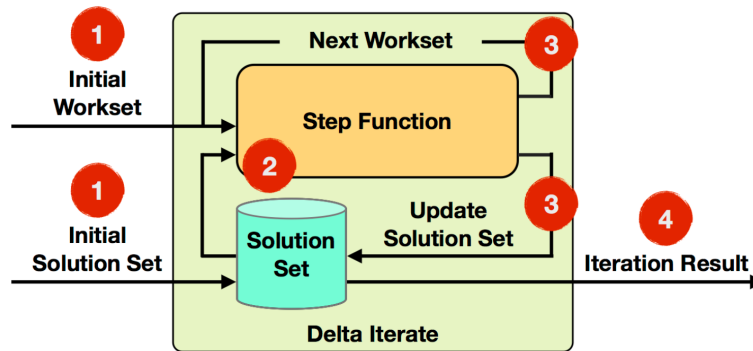 1
Next Workset
3
Initial
Workset
Step Function
2
1
3
4
Update
Solution Set
Initial
Solution Set
Solution
Set
Iteration Result
Delta Iterate